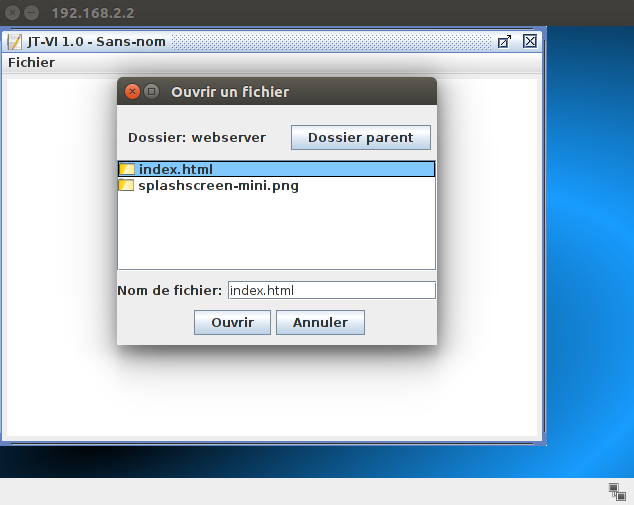 192.168.2.2
JT-VI 1.0 - Sans-nom
Fichier
Ouvrir un fichier
Dossier: webserver Dossier parent
index.html
splashscreen-mini.png
Nom de fichier: index.html
Ouvrir Annuler